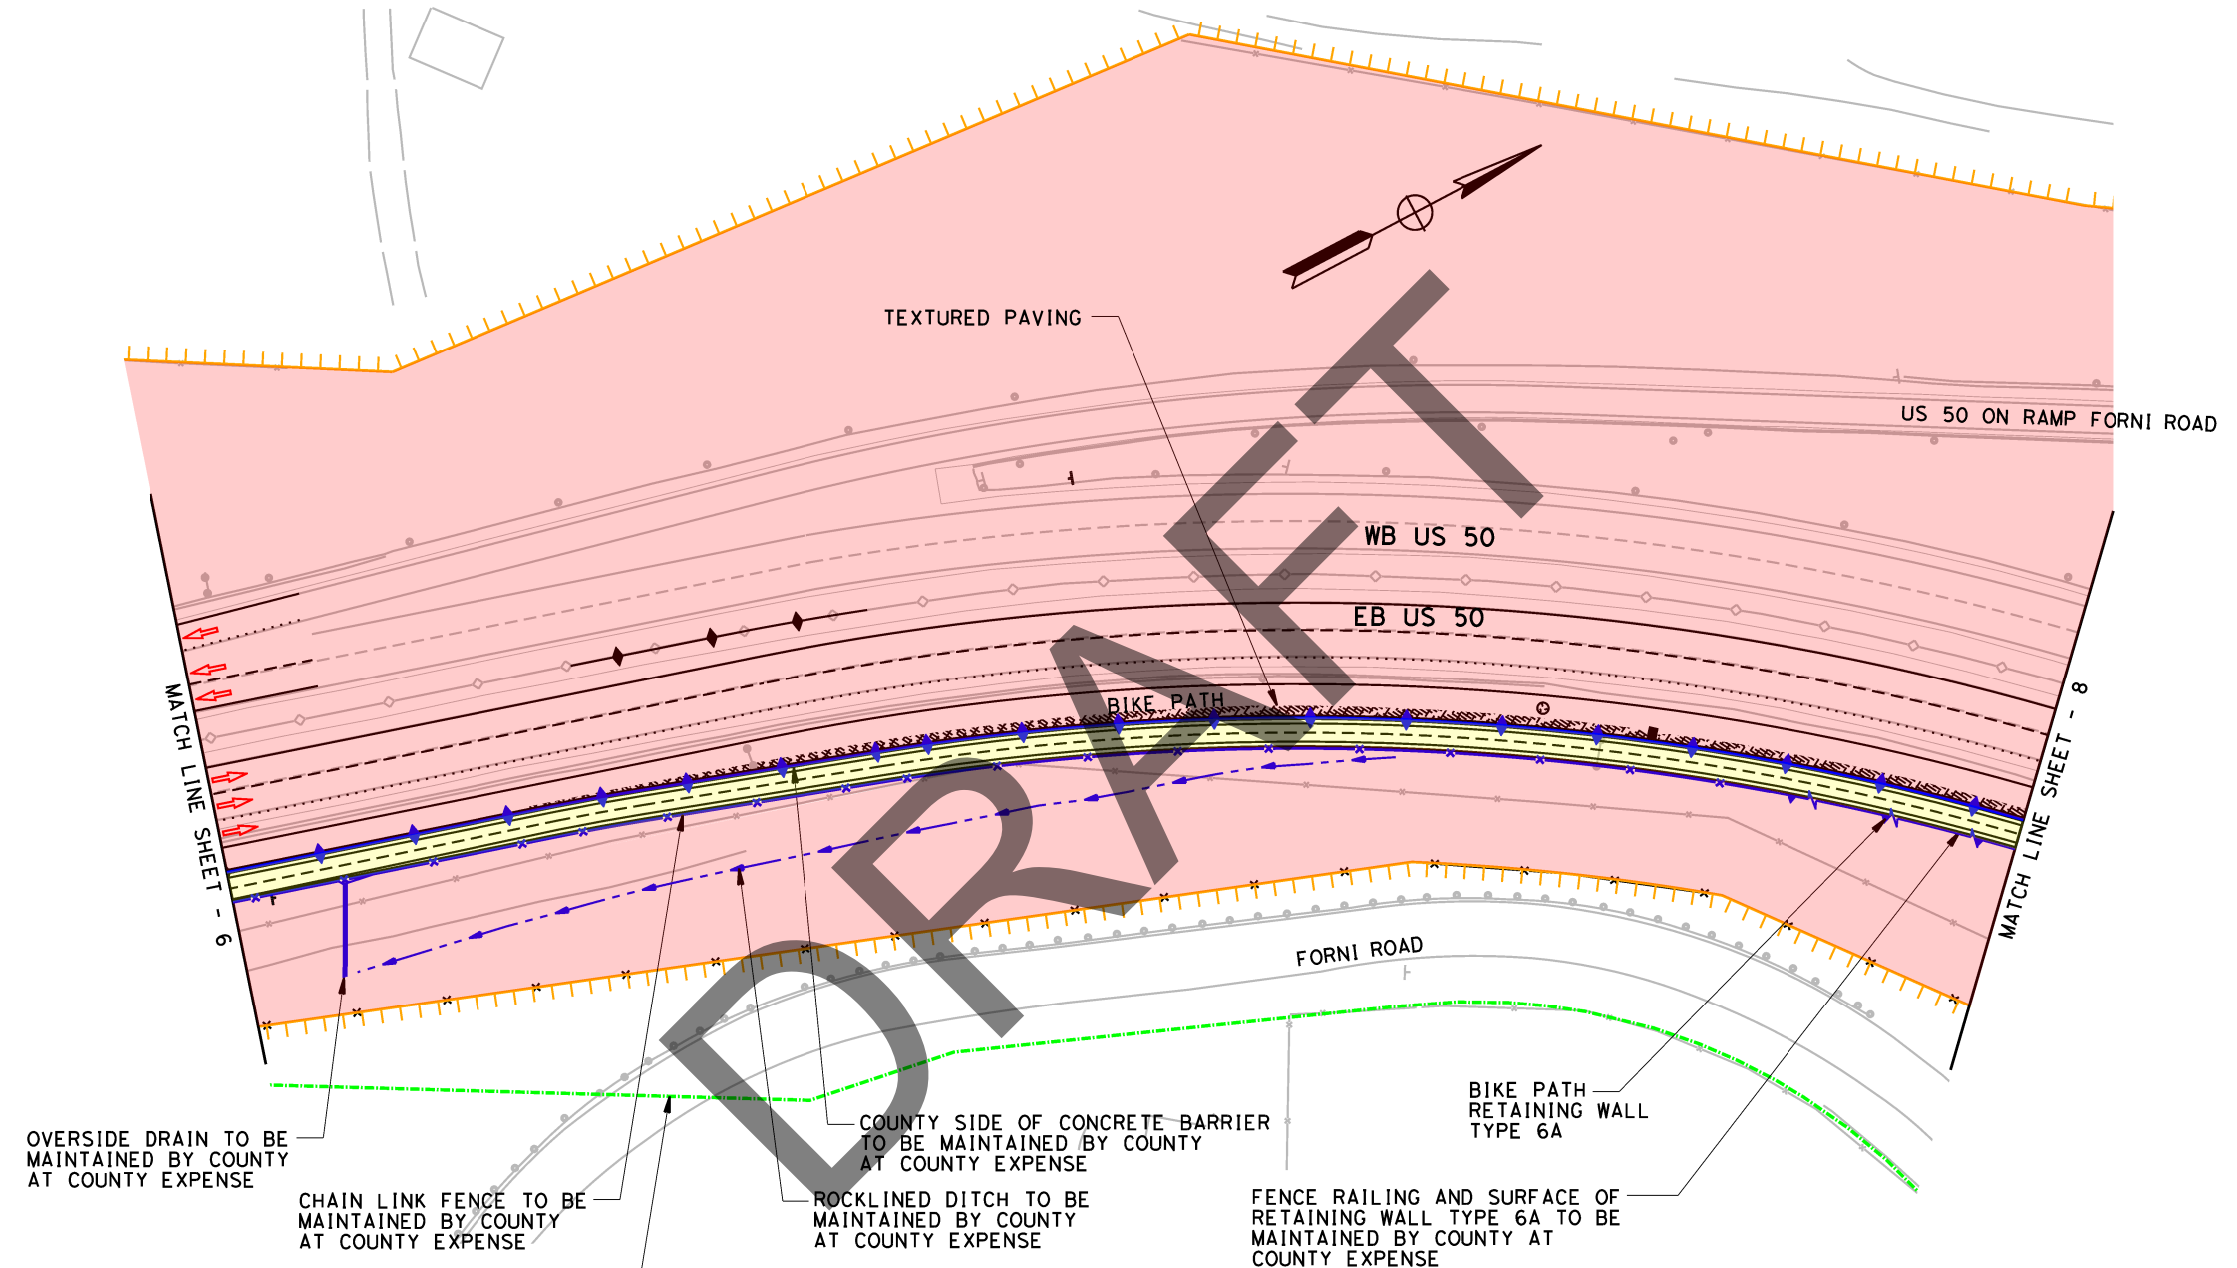 TEXTURED PAVING
US 50 ON RAMP FORNI ROAD
WB US 50
EB US 50
BIKE PATH
MATCH LINE SHEET - 6
MATCH LINE SHEET - 8
FORNI ROAD
DRAFT
OVERSIDE DRAIN TO BE
MAINTAINED BY COUNTY
AT COUNTY EXPENSE
CHAIN LINK FENCE TO BE
MAINTAINED BY COUNTY
AT COUNTY EXPENSE
COUNTY SIDE OF CONCRETE BARRIER
TO BE MAINTAINED BY COUNTY
AT COUNTY EXPENSE
ROCKLINED DITCH TO BE
MAINTAINED BY COUNTY
AT COUNTY EXPENSE
BIKE PATH
RETAINING WALL
TYPE 6A
FENCE RAILING AND SURFACE OF
RETAINING WALL TYPE 6A TO BE
MAINTAINED BY COUNTY AT
COUNTY EXPENSE